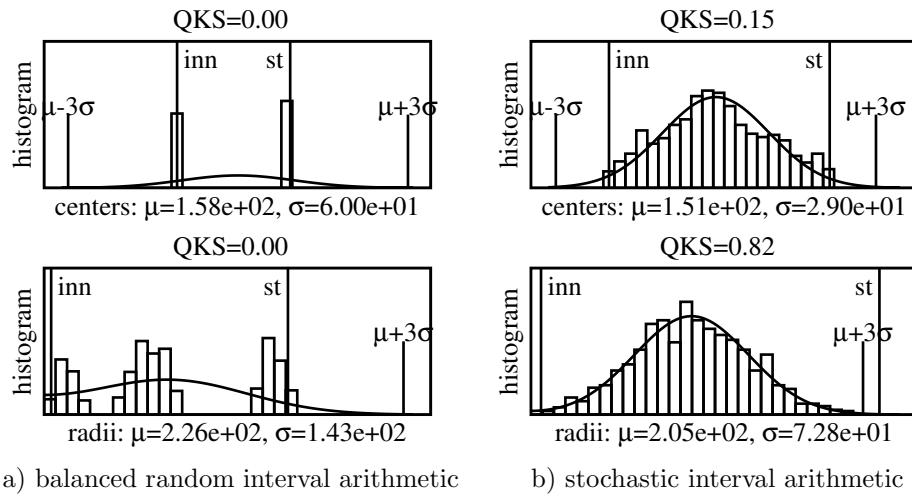 QKS=0.00
inn st
μ-3σ μ+3σ
histogram
centers: μ=1.58e+02, σ=6.00e+01
QKS=0.15
inn st
μ-3σ μ+3σ
histogram
centers: μ=1.51e+02, σ=2.90e+01
QKS=0.00
inn st
μ+3σ
histogram
radii: μ=2.26e+02, σ=1.43e+02
QKS=0.82
inn st
μ+3σ
histogram
radii: μ=2.05e+02, σ=7.28e+01
a) balanced random interval arithmetic
b) stochastic interval arithmetic